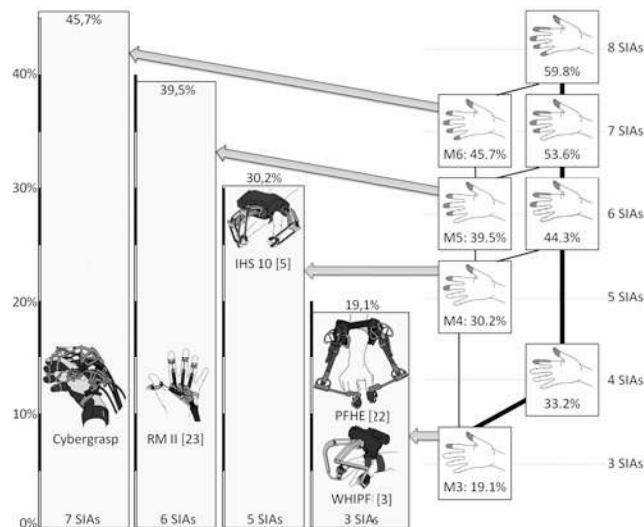 45,7%
8 SIAs
59.8%
40%
39,5%
7 SIAs
M6: 45.7%
53.6%
30%
30,2%
6 SIAs
IHS 10 [5]
M5: 39.5%
44.3%
20%
19,1%
5 SIAs
M4: 30.2%
4 SIAs
33.2%
10%
Cybergrasp
RM II [23]
PFHE [22]
WHIPF [3]
M3: 19.1%
3 SIAs
0%
7 SIAs
6 SIAs
5 SIAs
3 SIAs